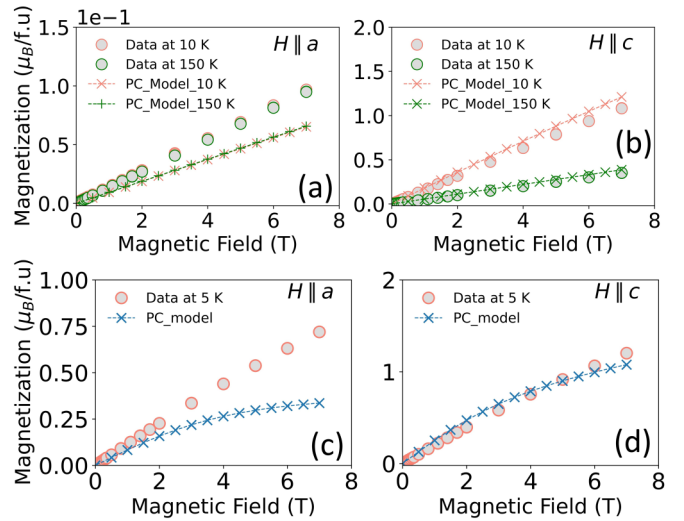 1e−1
H ∥ a
Data at 10 K
Data at 150 K
PC_Model_10 K
PC_Model_150 K
(a)
Magnetization (μB/f.u)
1.5
1.0
0.5
0.0
0 2 4 6 8
Magnetic Field (T)
H ∥ c
Data at 10 K
Data at 150 K
PC_Model_10 K
PC_Model_150 K
(b)
2.0
1.5
1.0
0.5
0.0
0 2 4 6 8
Magnetic Field (T)
H ∥ a
Data at 5 K
PC_model
(c)
Magnetization (μB/f.u)
1.00
0.75
0.50
0.25
0.00
0 2 4 6 8
Magnetic Field (T)
H ∥ c
Data at 5 K
PC_model
(d)
2
1
0
0 2 4 6 8
Magnetic Field (T)